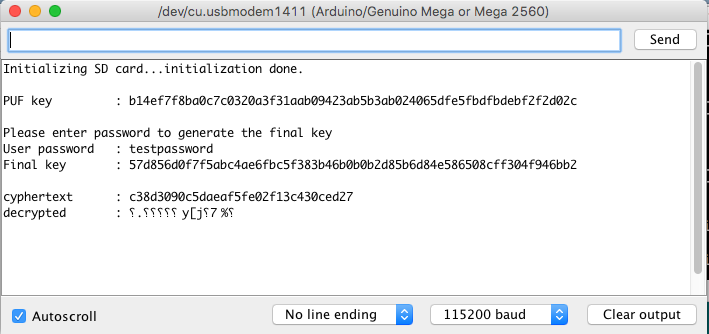 /dev/cu.usbmodem1411 (Arduino/Genuino Mega or Mega 2560)
Send
Initializing SD card...initialization done.
PUF key : b14ef7f8ba0c7c0320a3f31aab09423ab5b3ab024065dfe5fbdfbdebf2f2d02c
Please enter password to generate the final key
User password : testpassword
Final key : 57d856d0f7f5abc4ae6fbc5f383b46b0b0b2d85b6d84e586508cff304f946bb2
cyphertext : c38d3090c5daeaf5fe02f13c430ced27
decrypted : ⸮.⸮⸮⸮⸮⸮ y[j⸮7 %⸮
Autoscroll
No line ending
115200 baud
Clear output